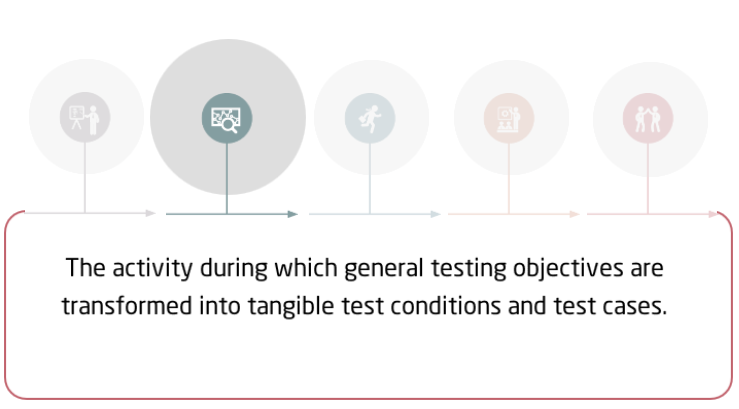 The activity during which general testing objectives are
transformed into tangible test conditions and test cases.